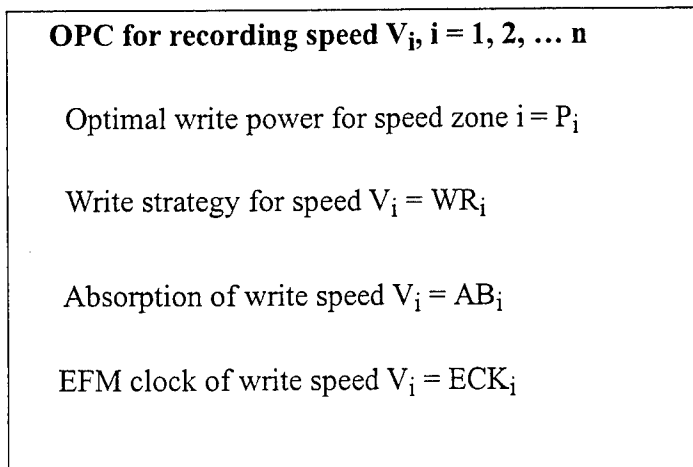 OPC for recording speed Vᵢ, i = 1, 2, … n
Optimal write power for speed zone i = Pᵢ
Write strategy for speed Vᵢ = WRᵢ
Absorption of write speed Vᵢ = ABᵢ
EFM clock of write speed Vᵢ = ECKᵢ